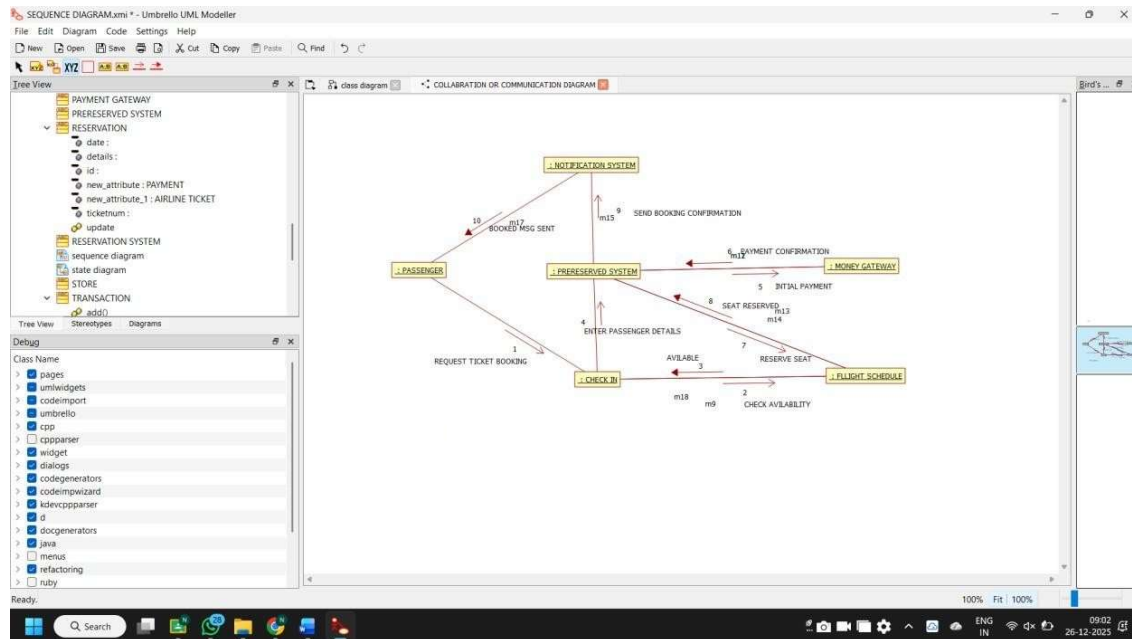 SEQUENCE DIAGRAM.xmi * - Umbrello UML Modeller
File Edit Diagram Code Settings Help
New Open Save Cut Copy Paste Find
XYZ A.B A.B
Tree View
class diagram COLLABRATION OR COMMUNICATION DIAGRAM
Bird's ...
PAYMENT GATEWAY
PRERESERVED SYSTEM
RESERVATION
date :
details :
id :
new_attribute : PAYMENT
new_attribute_1 : AIRLINE TICKET
ticketnum :
update
RESERVATION SYSTEM
sequence diagram
state diagram
STORE
TRANSACTION
add()
Tree View Stereotypes Diagrams
Debug
Class Name
pages
umlwidgets
codeimport
umbrello
cpp
cppparser
widget
dialogs
codegenerators
codeimpwizard
kdevcppparser
d
docgenerators
java
menus
refactoring
ruby
: NOTIFICATION SYSTEM
10 m17
BOOKED MSG SENT
m15 9 SEND BOOKING CONFIRMATION
6 PAYMENT CONFIRMATION
: PASSENGER
: PRERESERVED SYSTEM
: MONEY GATEWAY
5 INTIAL PAYMENT
8 SEAT RESERVED
m13
m14
4
ENTER PASSENGER DETAILS
7
RESERVE SEAT
1
REQUEST TICKET BOOKING
AVILABLE
3
: CHECK IN
: FLLIGHT SCHEDULE
2
m18 m9 CHECK AVILABILITY
Ready.
100% Fit 100%
Search
28
ENG
IN
09:02
26-12-2025